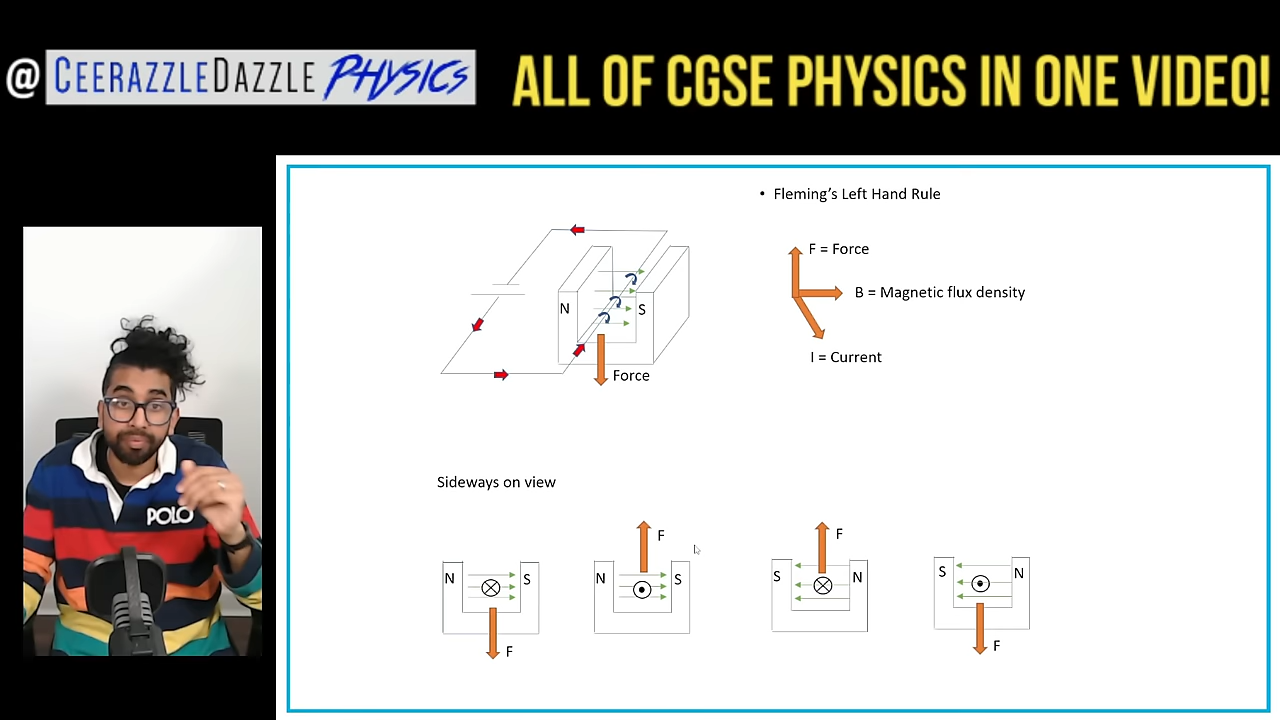 @ CEERAZZLEDAZZLE PHYSICS
ALL OF CGSE PHYSICS IN ONE VIDEO!
• Fleming's Left Hand Rule
F = Force
B = Magnetic flux density
I = Current
N
S
Force
Sideways on view
F
F
N
S
N
S
S
N
S
N
F
F
POLO